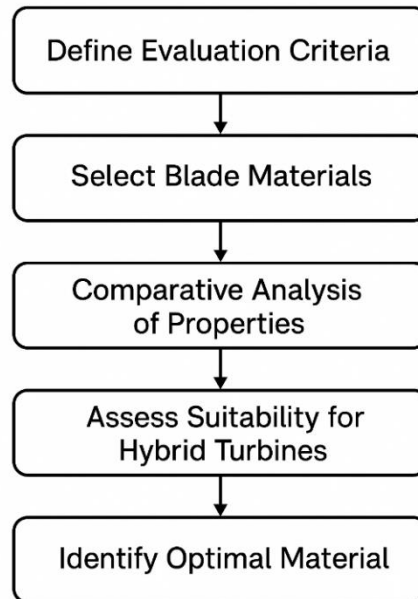 Define Evaluation Criteria
Select Blade Materials
Comparative Analysis
of Properties
Assess Suitability for
Hybrid Turbines
Identify Optimal Material